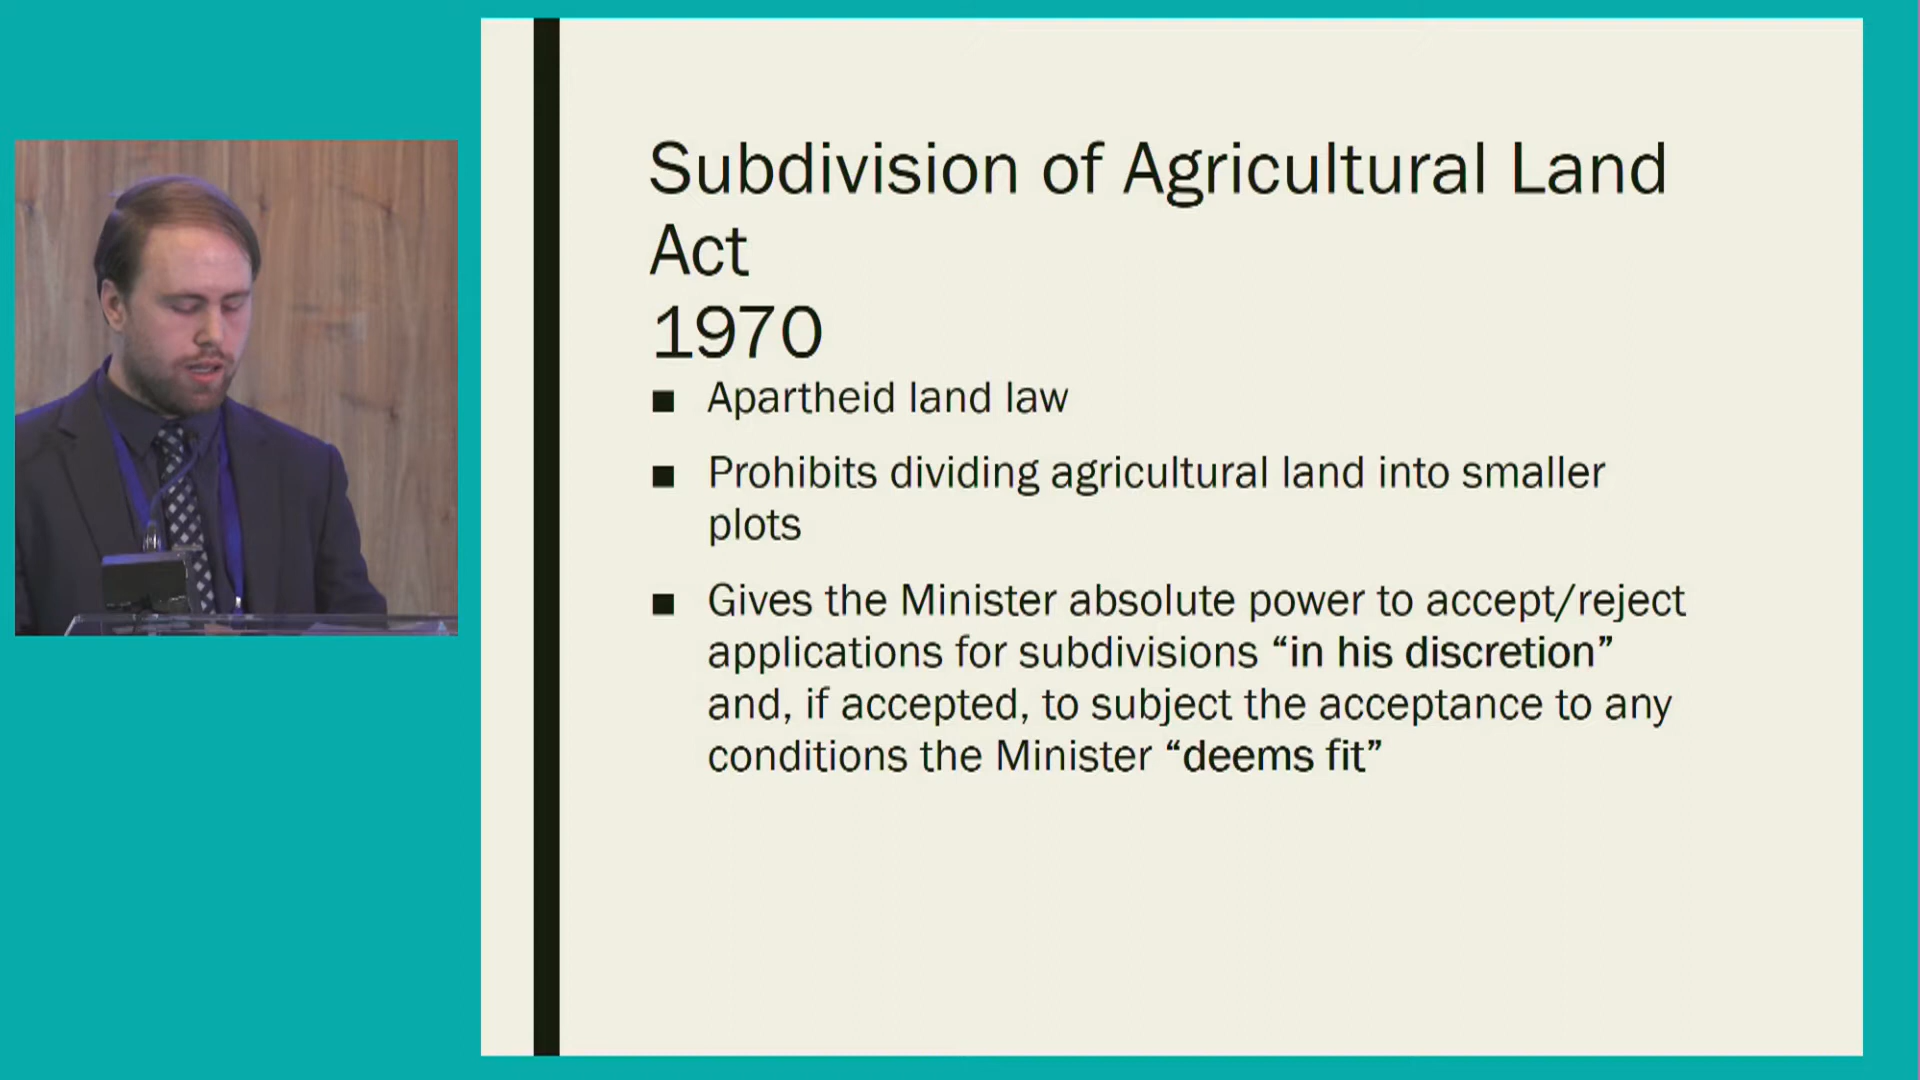 Subdivision of Agricultural Land
Act
1970
■ Apartheid land law
■ Prohibits dividing agricultural land into smaller
plots
■ Gives the Minister absolute power to accept/reject
applications for subdivisions “in his discretion”
and, if accepted, to subject the acceptance to any
conditions the Minister “deems fit”